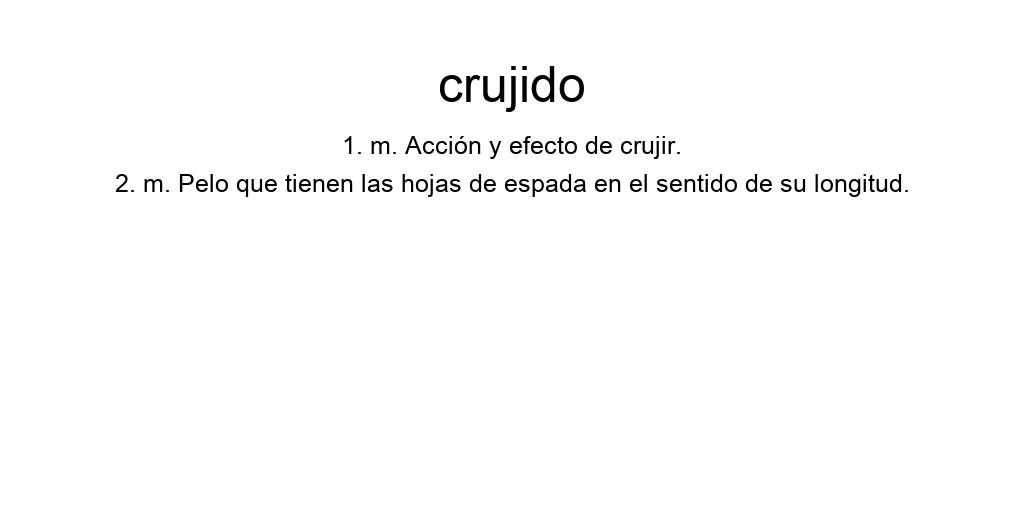 crujido
1. m. Acción y efecto de crujir.
2. m. Pelo que tienen las hojas de espada en el sentido de su longitud.